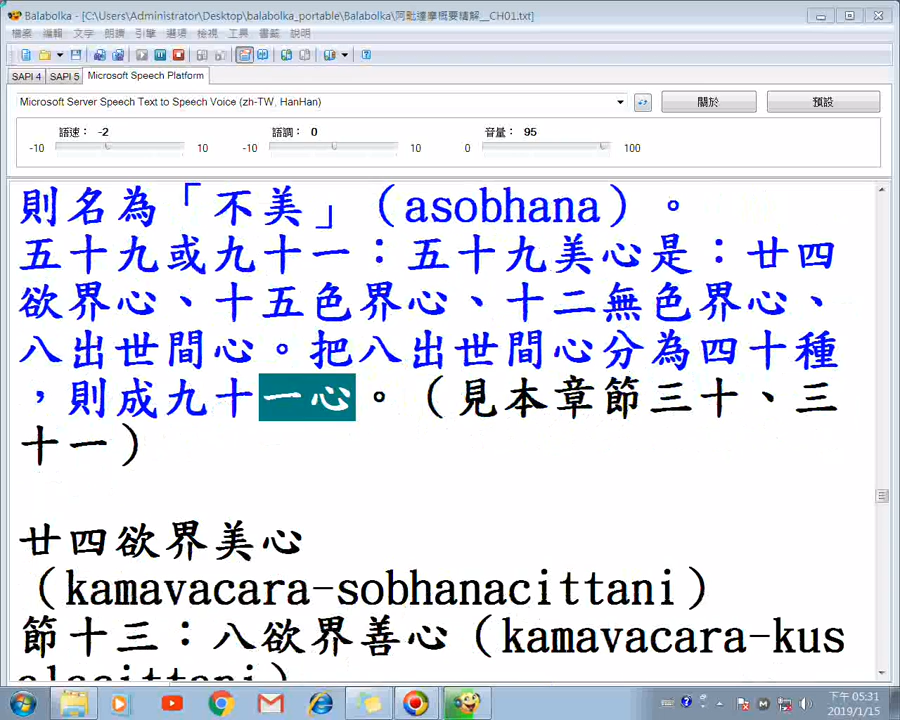 Balabolka - [C:\Users\Administrator\Desktop\balabolka_portable\Balabolka\阿毗達摩概要精解__CH01.txt]
檔案 編輯 文字 朗讀 引擎 選項 檢視 工具 書籤 說明
SAPI 4 SAPI 5 Microsoft Speech Platform
Microsoft Server Speech Text to Speech Voice (zh-TW, HanHan) 關於 預設
語速： -2 語調： 0 音量： 95
-10 10 -10 10 0 100
則名為「不美」（asobhana）。
五十九或九十一：五十九美心是：廿四
欲界心、十五色界心、十二無色界心、
八出世間心。把八出世間心分為四十種
，則成九十一心。（見本章節三十、三
十一）
廿四欲界美心
（kamavacara-sobhanacittani）
節十三：八欲界善心（kamavacara-kus
alacittani）
下午 05:31
2019/1/15